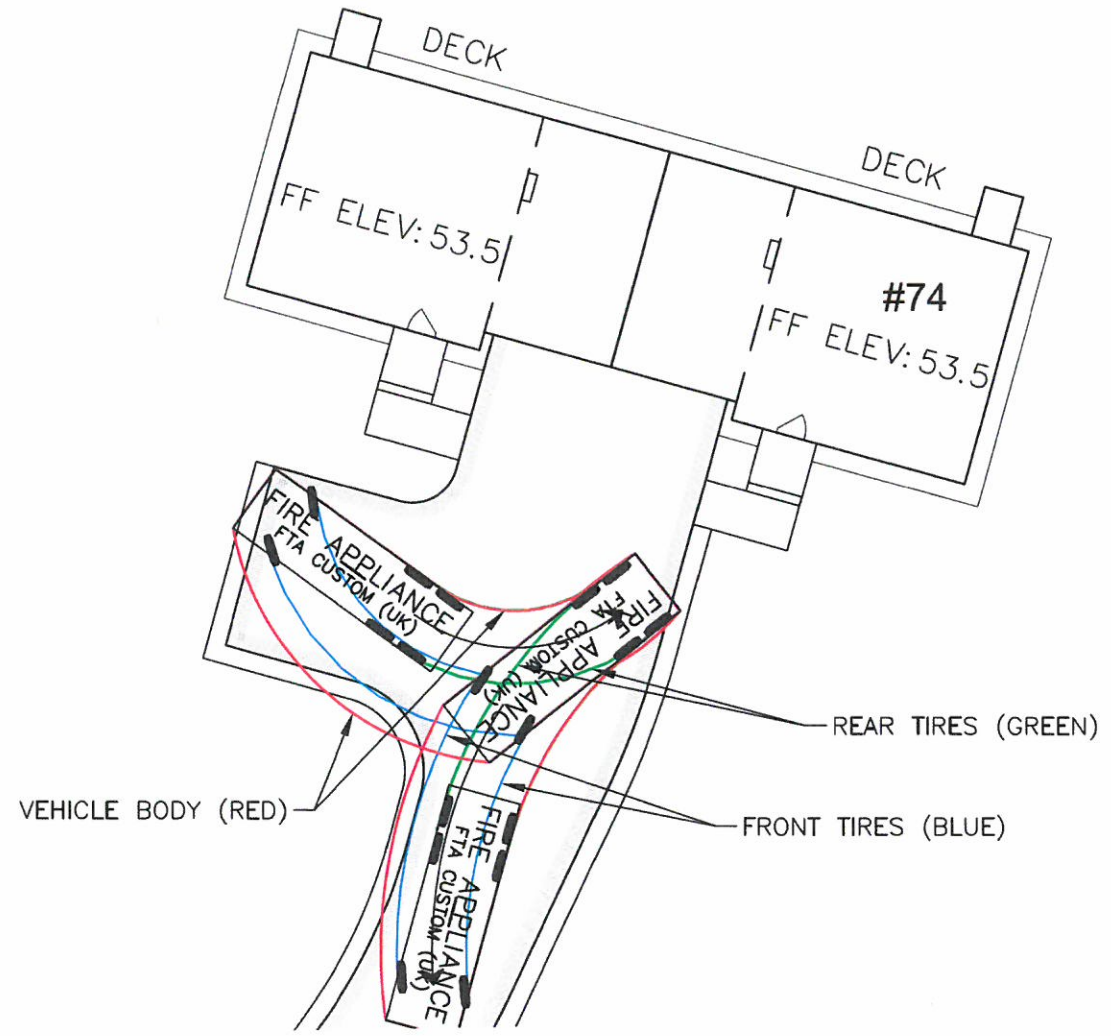 DECK
DECK
FF ELEV: 53.5
#74
FF ELEV: 53.5
FIRE APPLIANCE
FTA CUSTOM (UK)
FIRE APPLIANCE
FTA CUSTOM (UK)
REAR TIRES (GREEN)
VEHICLE BODY (RED)
FRONT TIRES (BLUE)
FIRE APPLIANCE
FTA CUSTOM (UK)